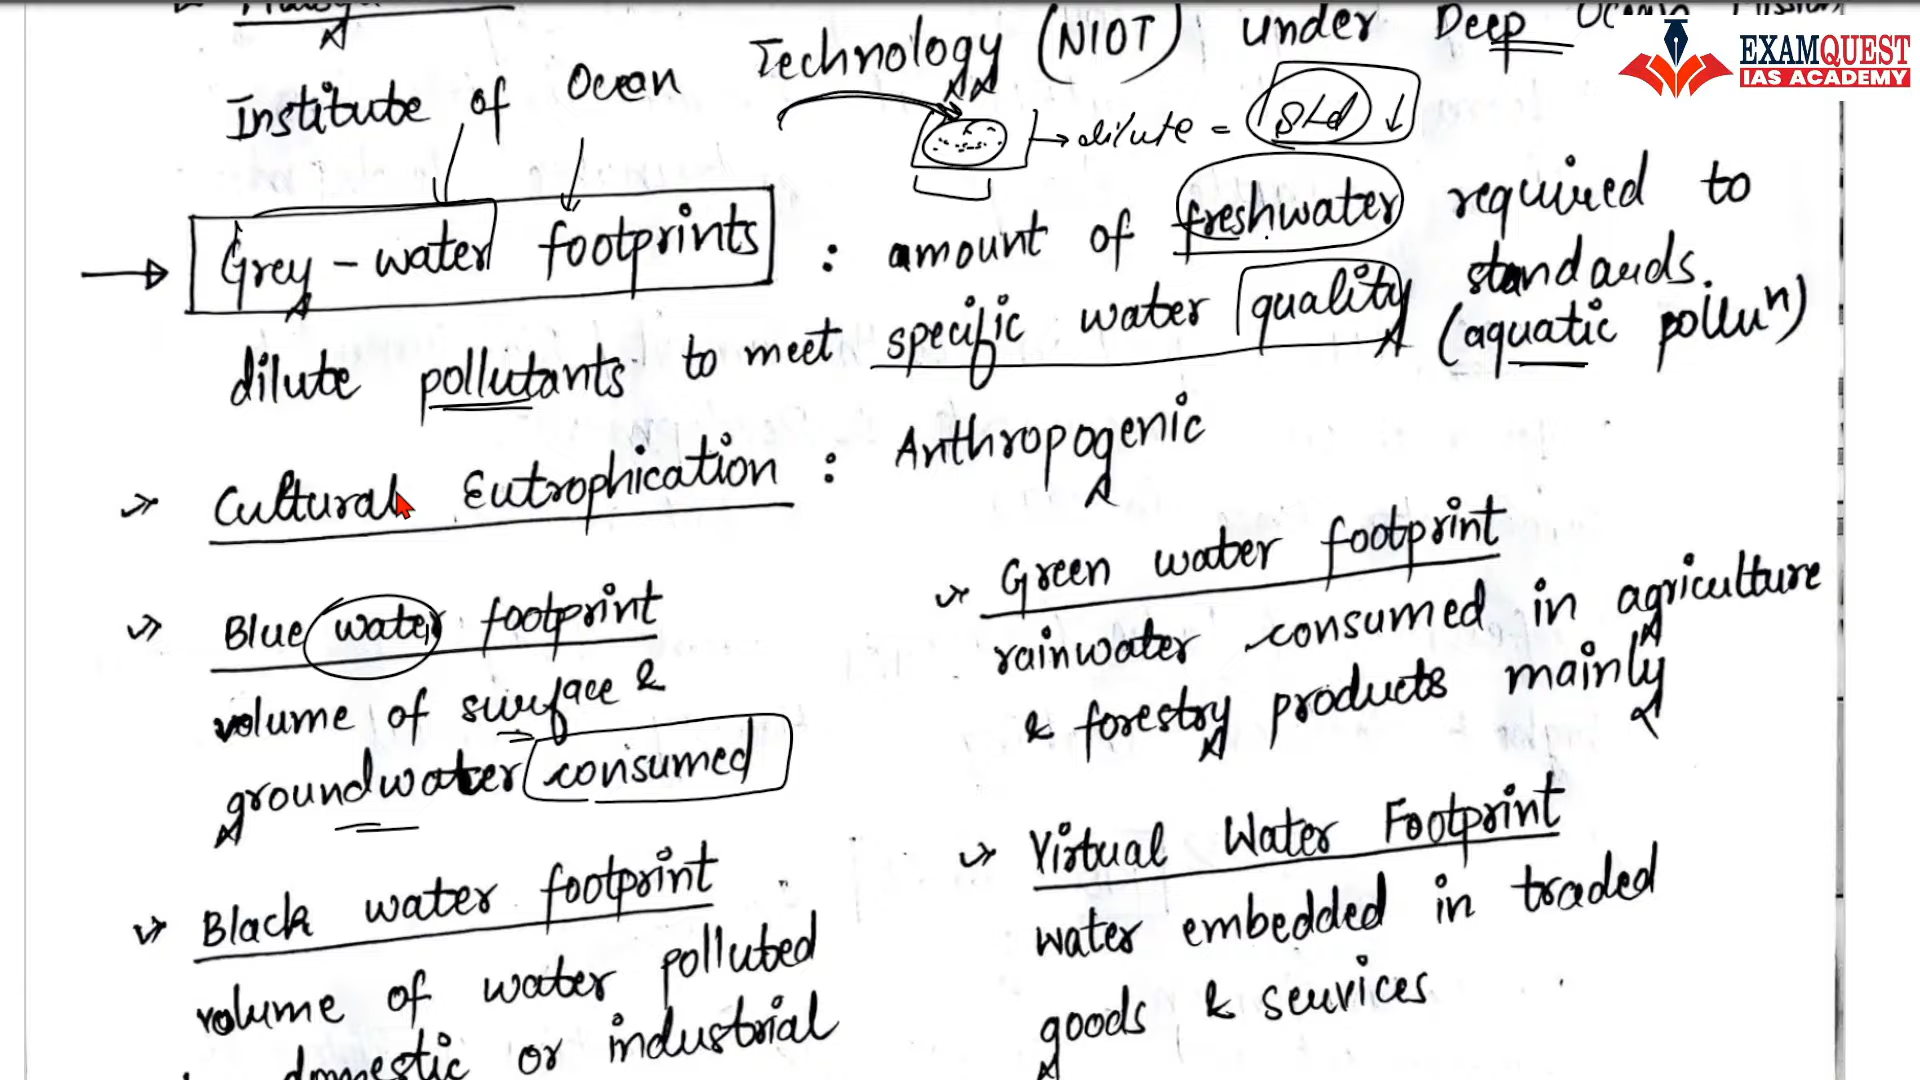 Technology (NIOT) under Deep Ocean Mission
Institute of Ocean
EXAMQUEST
IAS ACADEMY
→ dilute = std ↓
Grey-water footprints : amount of freshwater required to
dilute pollutants to meet specific water quality standards.
(aquatic polluⁿ)
Cultural Eutrophication : Anthropogenic
Blue water footprint
volume of surface &
groundwater consumed
Green water footprint
rainwater consumed in agriculture
& forestry products mainly
Black water footprint
volume of water polluted
domestic or industrial
Virtual Water Footprint
water embedded in traded
goods & services